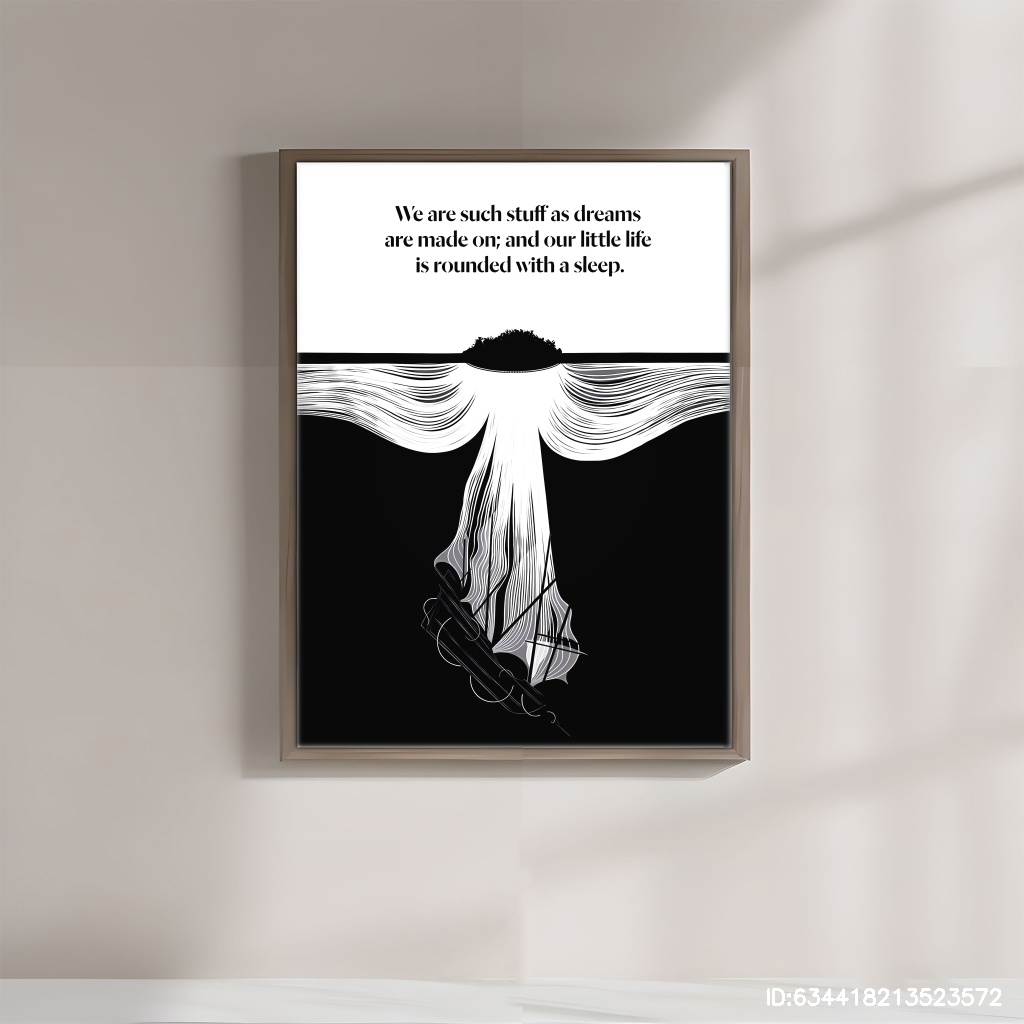 We are such stuff as dreams
are made on; and our little life
is rounded with a sleep.
ID:634418213523572